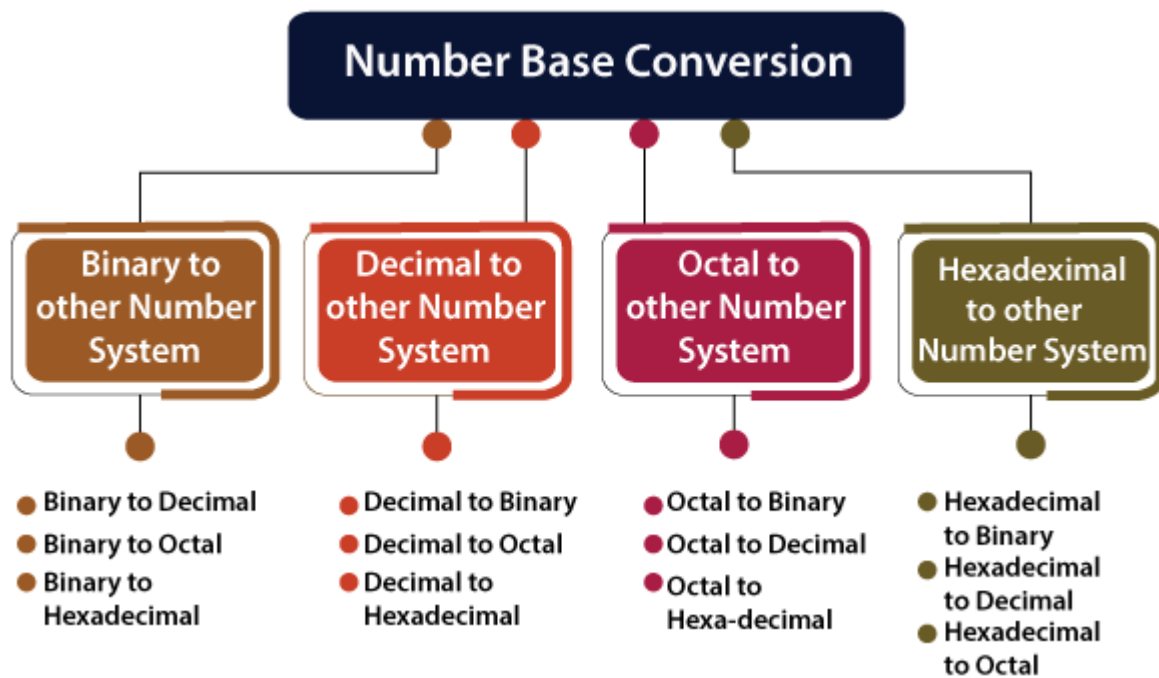 Number Base Conversion
Binary to
other Number
System
Decimal to
other Number
System
Octal to
other Number
System
Hexadeximal
to other
Number System
Binary to Decimal
Binary to Octal
Binary to
Hexadecimal
Decimal to Binary
Decimal to Octal
Decimal to
Hexadecimal
Octal to Binary
Octal to Decimal
Octal to
Hexa-decimal
Hexadecimal
to Binary
Hexadecimal
to Decimal
Hexadecimal
to Octal